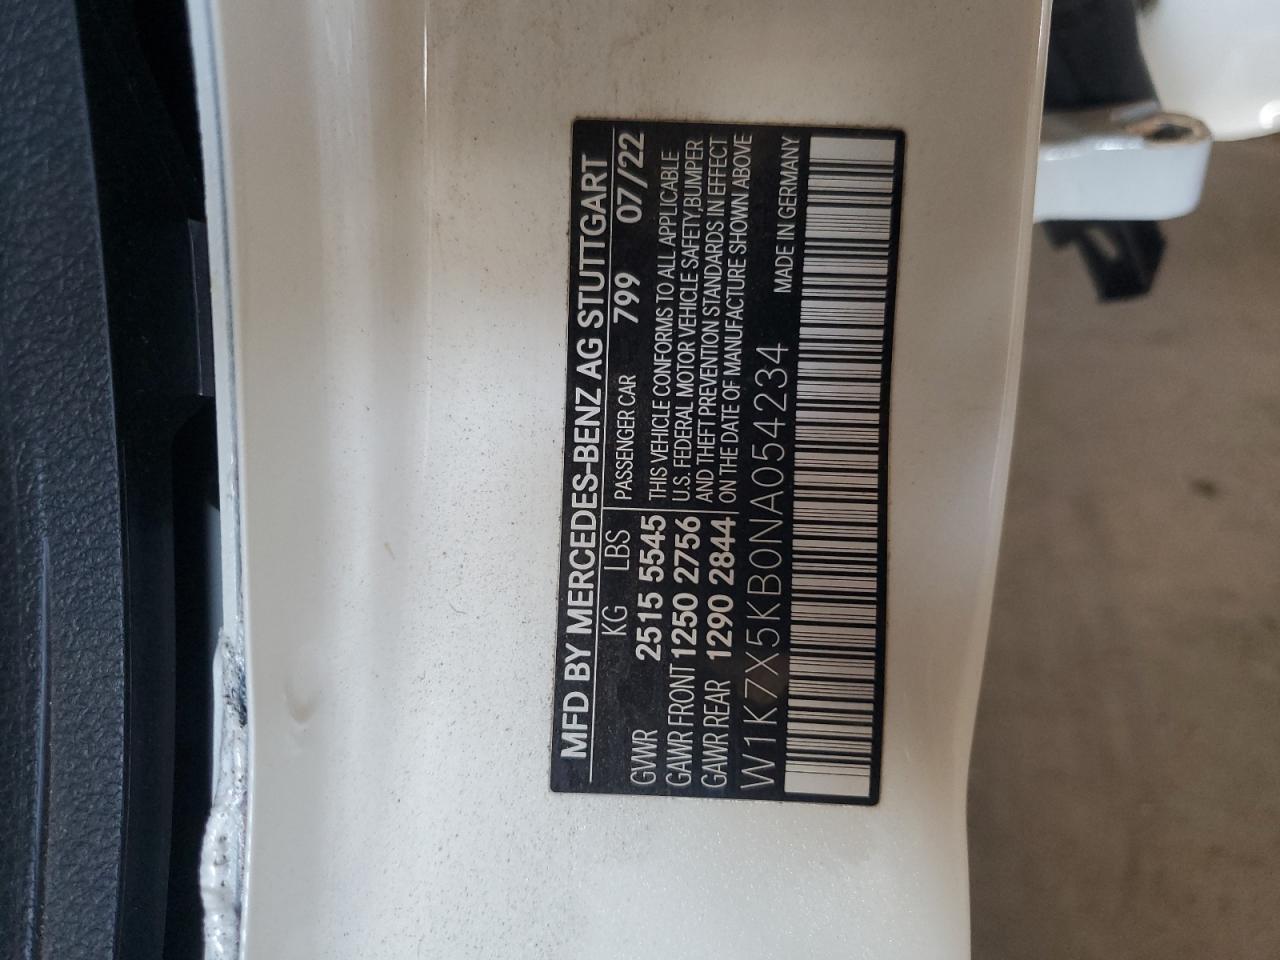 MFD BY MERCEDES-BENZ AG STUTTGART
KG LBS PASSENGER CAR 799 07/22
GVWR 2515 5545 THIS VEHICLE CONFORMS TO ALL APPLICABLE
GAWR FRONT 1250 2756 U.S. FEDERAL MOTOR VEHICLE SAFETY,BUMPER
GAWR REAR 1290 2844 AND THEFT PREVENTION STANDARDS IN EFFECT
ON THE DATE OF MANUFACTURE SHOWN ABOVE
W1K7X5KB0NA054234 MADE IN GERMANY